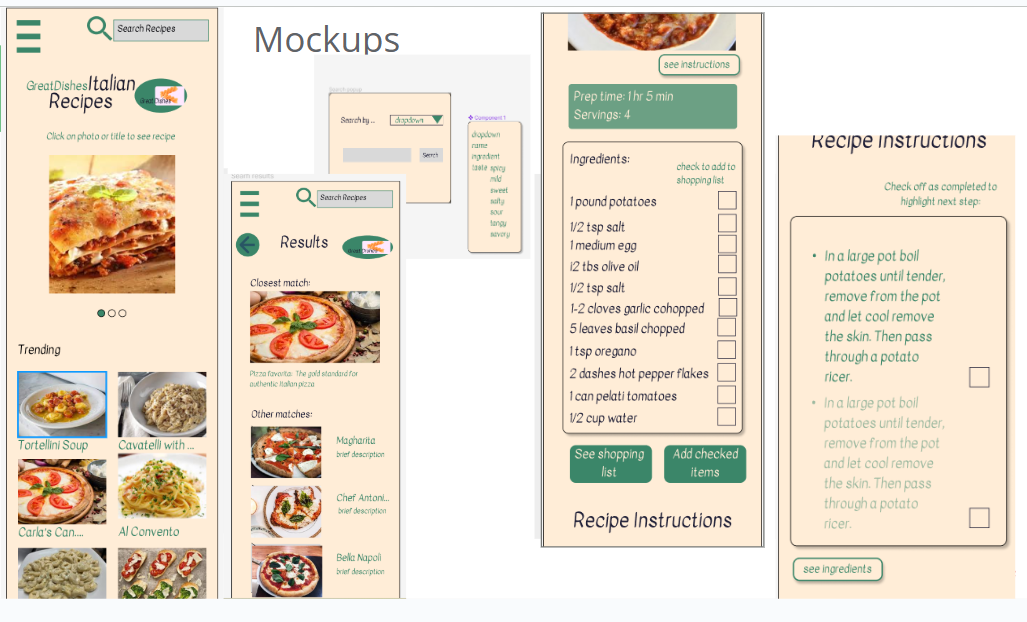 Mockups
Search Recipes
GreatDishesItalian
Recipes
GreatDishes
Click on photo or title to see recipe
Trending
Tortellini Soup
Cavatelli with ...
Carla's Can....
Al Convento
Search popup
Search by ...
dropdown
Search
Component 1
dropdown
name
ingredient
taste spicy
mild
sweet
salty
sour
tangy
savory
Search results
Search Recipes
Results
GreatDishes
Closest match:
Pizza favorita: The gold standard for
authentic Italian pizza
Other matches:
Magharita
brief description
Chef Antoni...
brief description
Bella Napoli
brief description
see instructions
Prep time: 1 hr 5 min
Servings: 4
Ingredients:
check to add to
shopping list
1 pound potatoes
1/2 tsp salt
1 medium egg
i2 tbs olive oil
1/2 tsp salt
1-2 cloves garlic cohopped
5 leaves basil chopped
1 tsp oregano
2 dashes hot pepper flakes
1 can pelati tomatoes
1/2 cup water
See shopping
list
Add checked
items
Recipe Instructions
Recipe Instructions
Check off as completed to
highlight next step:
• In a large pot boil
potatoes until tender,
remove from the pot
and let cool remove
the skin. Then pass
through a potato
ricer.
• In a large pot boil
potatoes until tender,
remove from the pot
and let cool remove
the skin. Then pass
through a potato
ricer.
see ingredients